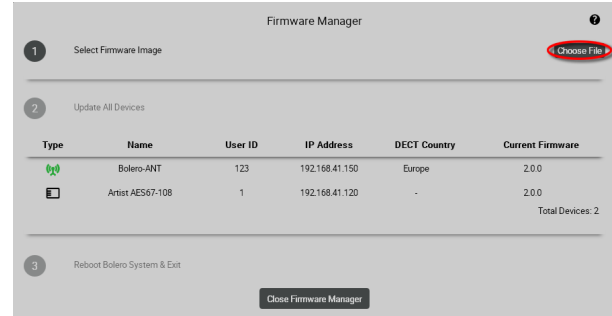 Firmware Manager ?
1 Select Firmware Image Choose File
2 Update All Devices
Type Name User ID IP Address DECT Country Current Firmware
Bolero-ANT 123 192.168.41.150 Europe 2.0.0
Artist AES67-108 1 192.168.41.120 - 2.0.0
Total Devices: 2
3 Reboot Bolero System & Exit
Close Firmware Manager